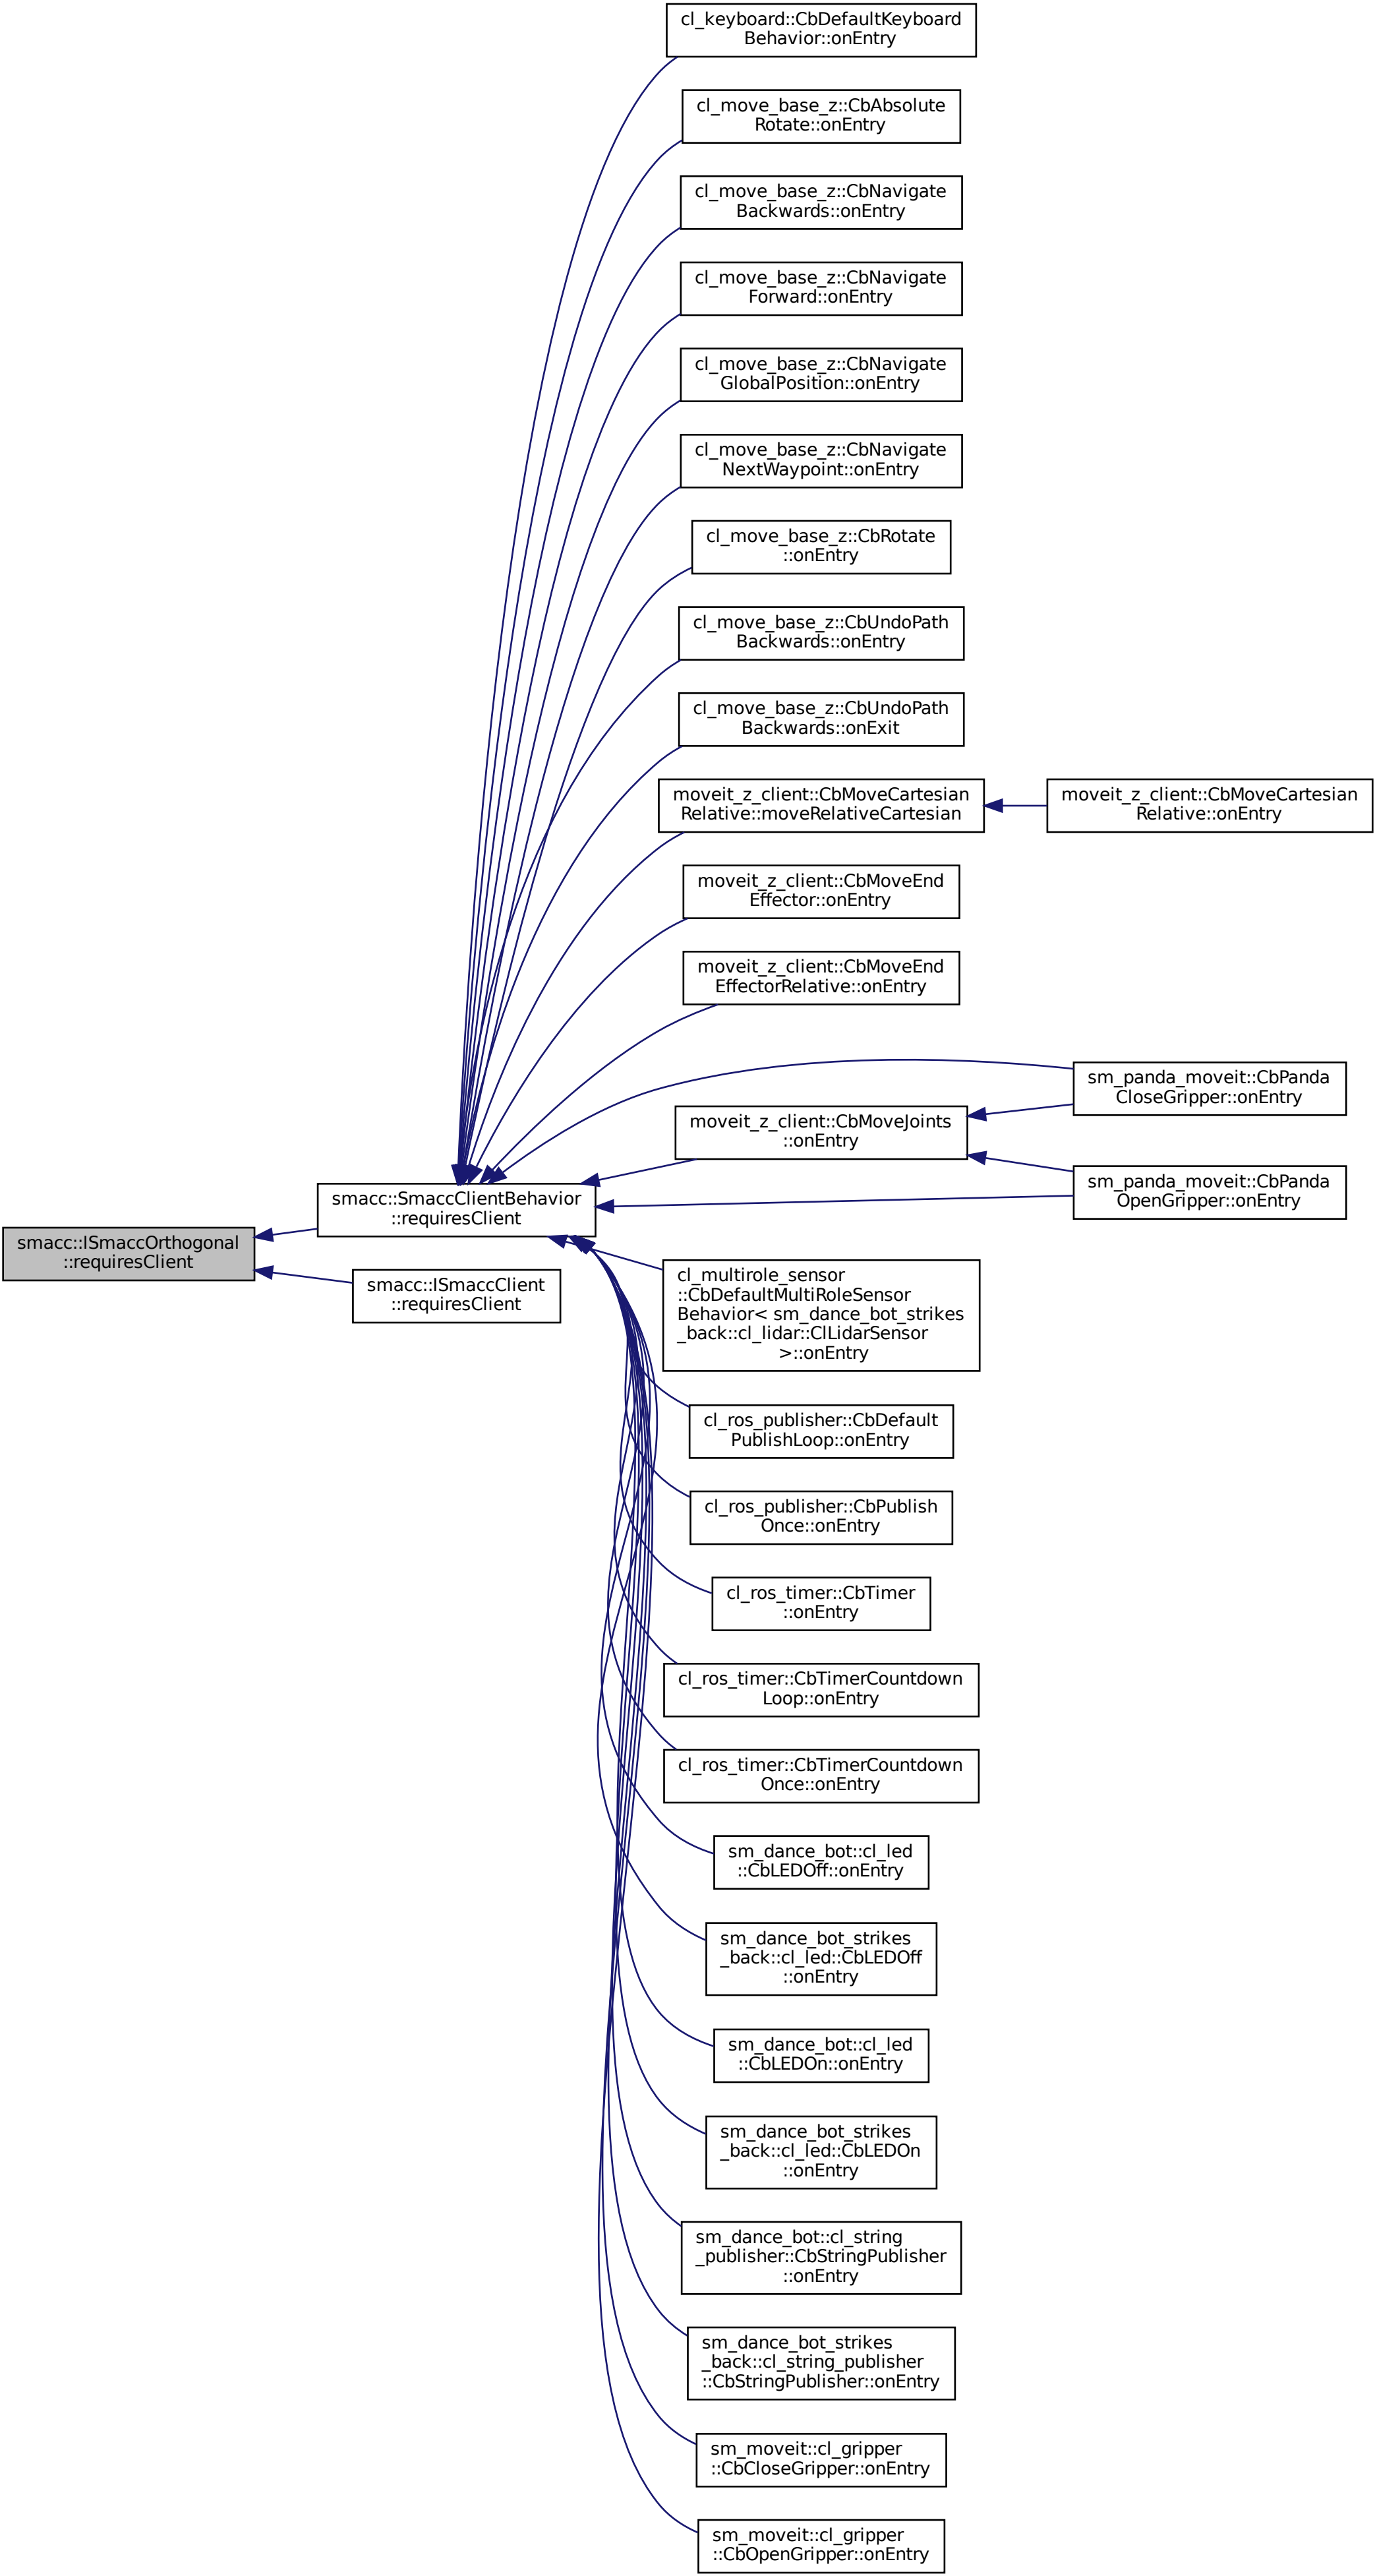 cl_keyboard::CbDefaultKeyboard
Behavior::onEntry
cl_move_base_z::CbAbsolute
Rotate::onEntry
cl_move_base_z::CbNavigate
Backwards::onEntry
cl_move_base_z::CbNavigate
Forward::onEntry
cl_move_base_z::CbNavigate
GlobalPosition::onEntry
cl_move_base_z::CbNavigate
NextWaypoint::onEntry
cl_move_base_z::CbRotate
::onEntry
cl_move_base_z::CbUndoPath
Backwards::onEntry
cl_move_base_z::CbUndoPath
Backwards::onExit
moveit_z_client::CbMoveCartesian
Relative::moveRelativeCartesian
moveit_z_client::CbMoveCartesian
Relative::onEntry
moveit_z_client::CbMoveEnd
Effector::onEntry
moveit_z_client::CbMoveEnd
EffectorRelative::onEntry
sm_panda_moveit::CbPanda
CloseGripper::onEntry
moveit_z_client::CbMoveJoints
::onEntry
sm_panda_moveit::CbPanda
OpenGripper::onEntry
smacc::SmaccClientBehavior
::requiresClient
smacc::ISmaccOrthogonal
::requiresClient
smacc::ISmaccClient
::requiresClient
cl_multirole_sensor
::CbDefaultMultiRoleSensor
Behavior< sm_dance_bot_strikes
_back::cl_lidar::ClLidarSensor
>::onEntry
cl_ros_publisher::CbDefault
PublishLoop::onEntry
cl_ros_publisher::CbPublish
Once::onEntry
cl_ros_timer::CbTimer
::onEntry
cl_ros_timer::CbTimerCountdown
Loop::onEntry
cl_ros_timer::CbTimerCountdown
Once::onEntry
sm_dance_bot::cl_led
::CbLEDOff::onEntry
sm_dance_bot_strikes
_back::cl_led::CbLEDOff
::onEntry
sm_dance_bot::cl_led
::CbLEDOn::onEntry
sm_dance_bot_strikes
_back::cl_led::CbLEDOn
::onEntry
sm_dance_bot::cl_string
_publisher::CbStringPublisher
::onEntry
sm_dance_bot_strikes
_back::cl_string_publisher
::CbStringPublisher::onEntry
sm_moveit::cl_gripper
::CbCloseGripper::onEntry
sm_moveit::cl_gripper
::CbOpenGripper::onEntry